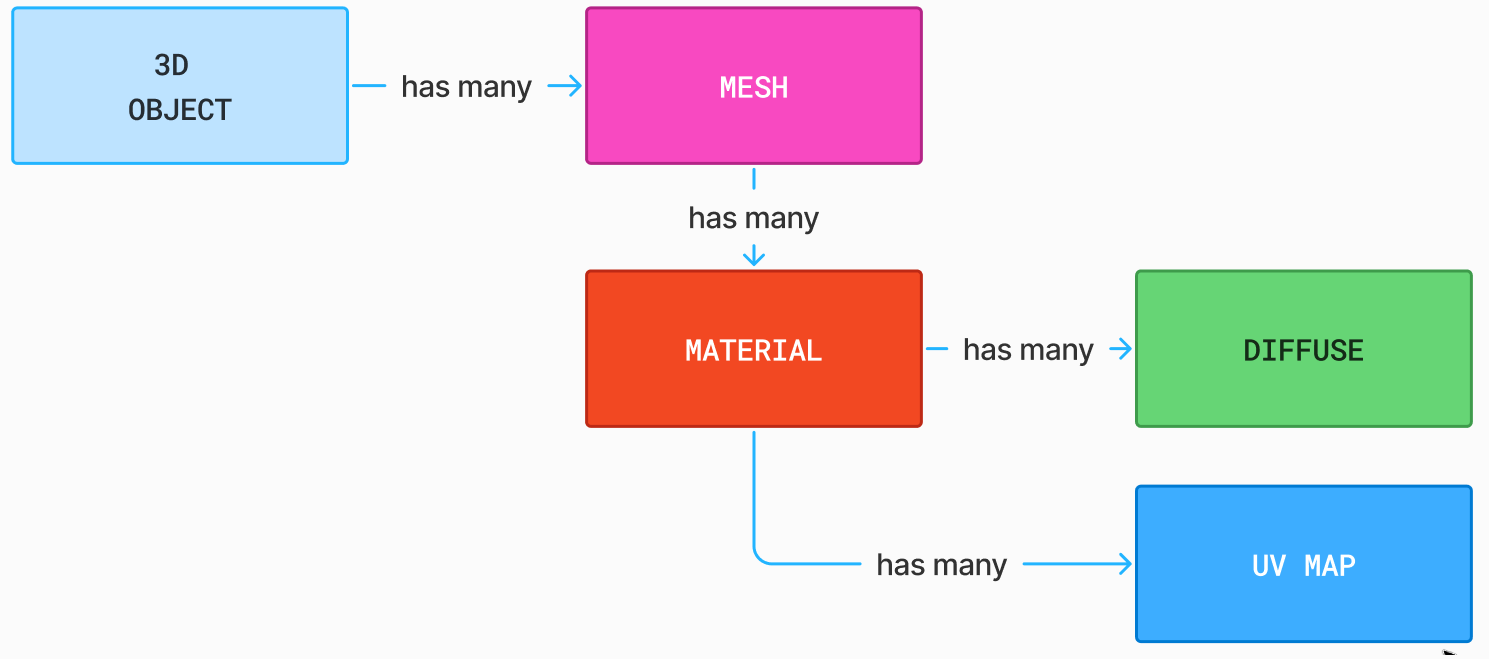 3D
OBJECT
has many
MESH
has many
MATERIAL
has many
DIFFUSE
has many
UV MAP